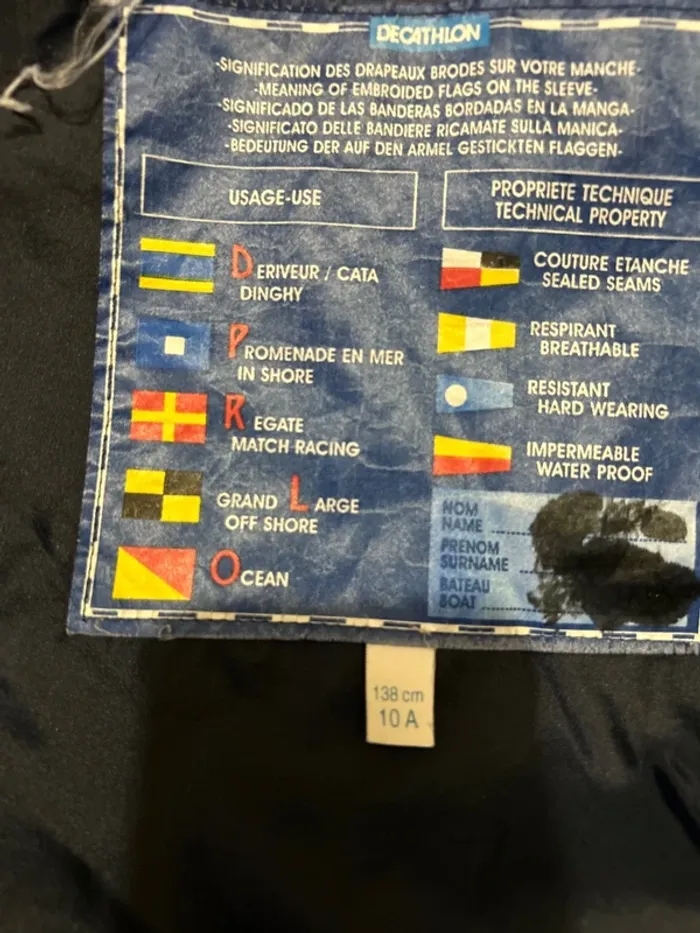 DECATHLON
-SIGNIFICATION DES DRAPEAUX BRODES SUR VOTRE MANCHE-
-MEANING OF EMBROIDED FLAGS ON THE SLEEVE-
-SIGNIFICADO DE LAS BANDERAS BORDADAS EN LA MANGA-
-SIGNIFICATO DELLE BANDIERE RICAMATE SULLA MANICA-
-BEDEUTUNG DER AUF DEN ARMEL GESTICKTEN FLAGGEN-
USAGE-USE
DERIVEUR / CATA
DINGHY
PROMENADE EN MER
IN SHORE
REGATE
MATCH RACING
GRAND LARGE
OFF SHORE
OCEAN
PROPRIETE TECHNIQUE
TECHNICAL PROPERTY
COUTURE ETANCHE
SEALED SEAMS
RESPIRANT
BREATHABLE
RESISTANT
HARD WEARING
IMPERMEABLE
WATER PROOF
NOM
NAME
PRENOM
SURNAME
BATEAU
BOAT
138 cm
10 A